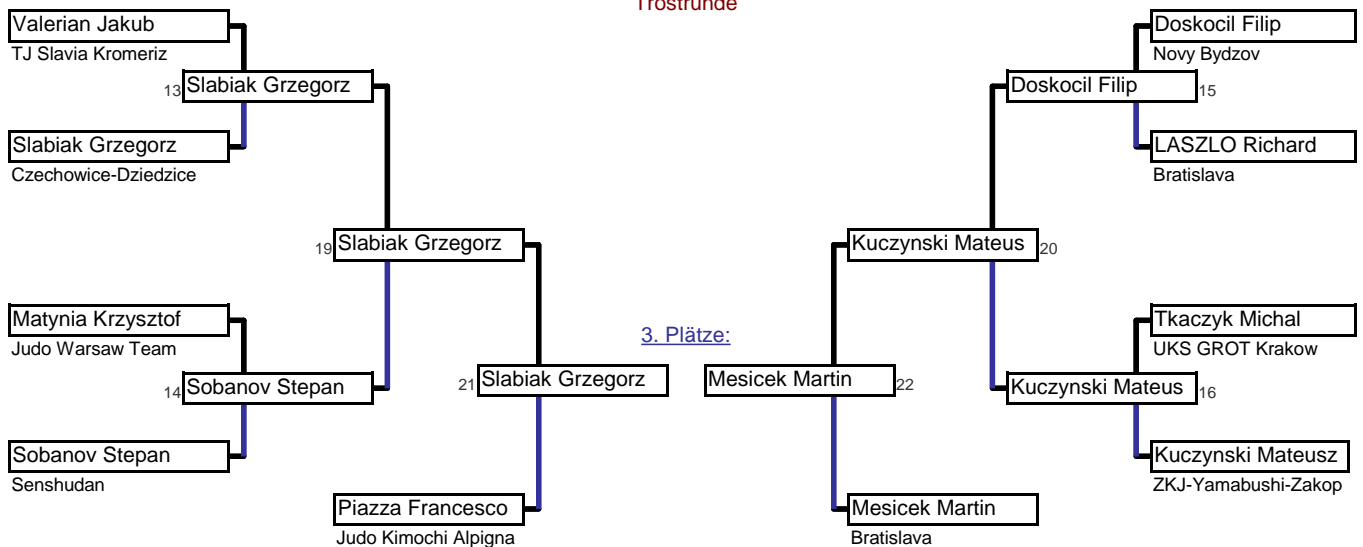 Trostrunde
Valerian Jakub
TJ Slavia Kromeriz
13 Slabiak Grzegorz
Slabiak Grzegorz
Czechowice-Dziedzice
19 Slabiak Grzegorz
Matynia Krzysztof
Judo Warsaw Team
14 Sobanov Stepan
Sobanov Stepan
Senshudan
21 Slabiak Grzegorz
Piazza Francesco
Judo Kimochi Alpigna
3. Plätze:
Doskocil Filip
Novy Bydzov
Doskocil Filip 15
LASZLO Richard
Bratislava
Kuczynski Mateus 20
Tkaczyk Michal
UKS GROT Krakow
Kuczynski Mateus 16
Kuczynski Mateusz
ZKJ-Yamabushi-Zakop
Mesicek Martin 22
Mesicek Martin
Bratislava